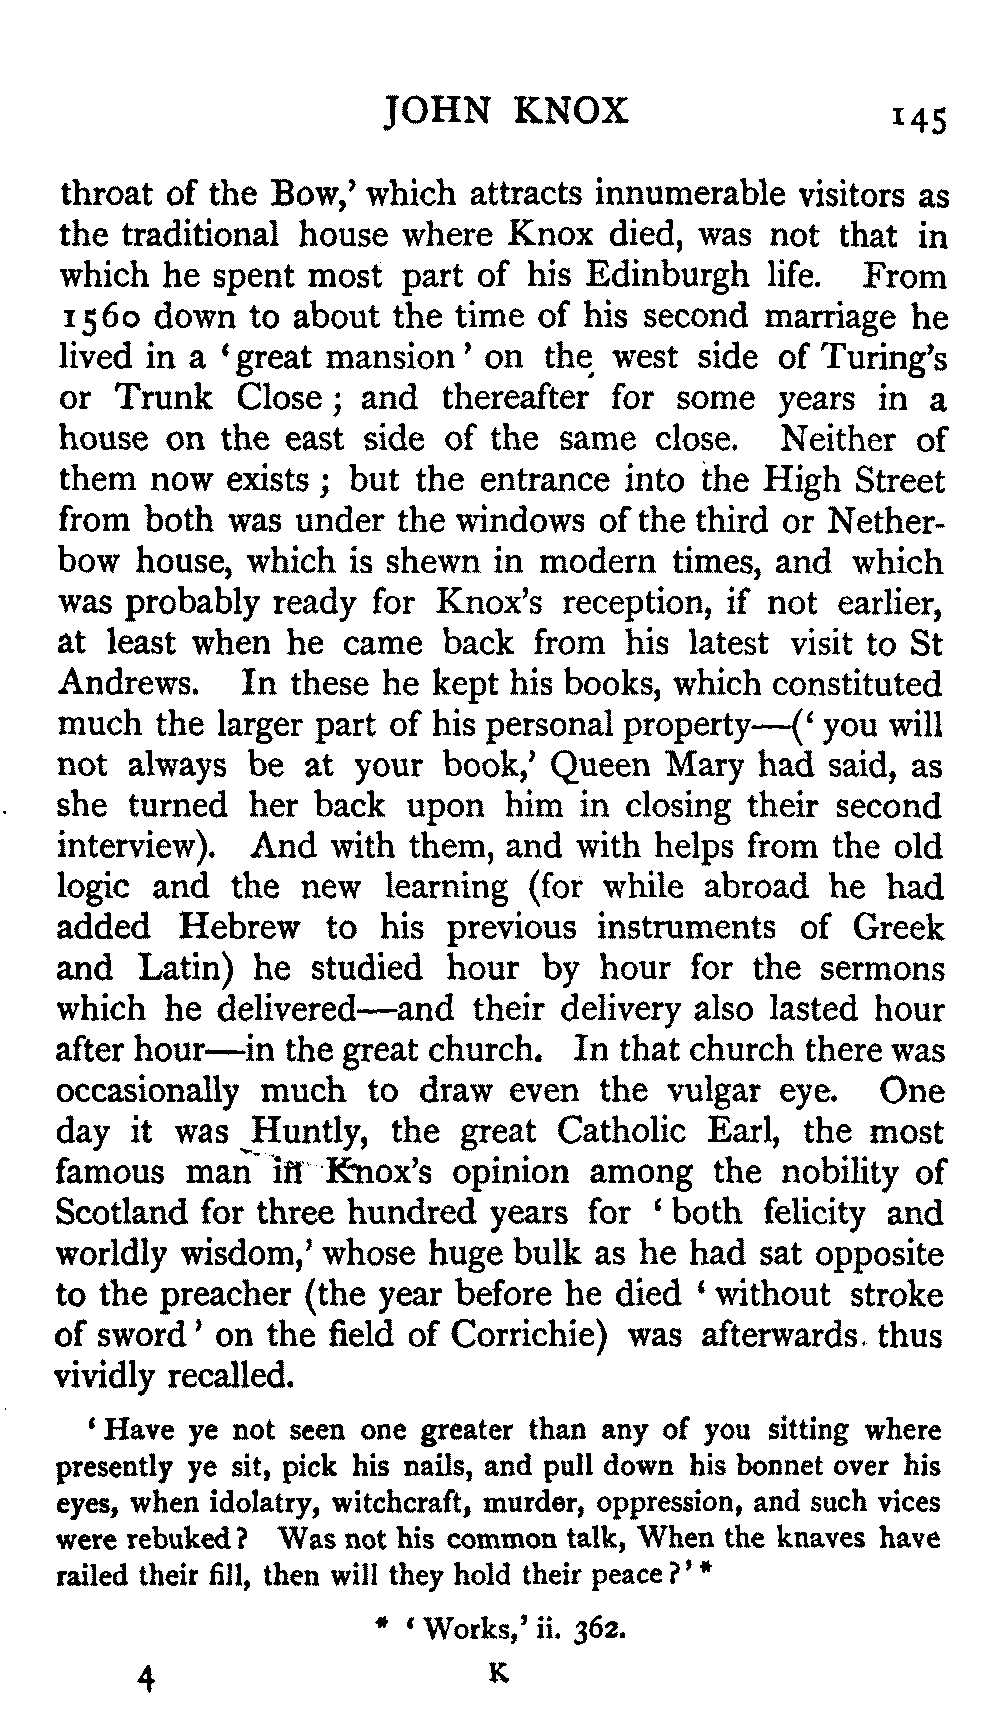 JOHN KNOX 145
throat of the Bow,’ which attracts innumerable visitors as
the traditional house where Knox died, was not that in
which he spent most part of his Edinburgh life. From
1560 down to about the time of his second marriage he
lived in a ‘great mansion’ on the west side of Turing’s
or Trunk Close; and thereafter for some years in a
house on the east side of the same close. Neither of
them now exists; but the entrance into the High Street
from both was under the windows of the third or Nether-
bow house, which is shewn in modern times, and which
was probably ready for Knox’s reception, if not earlier,
at least when he came back from his latest visit to St
Andrews. In these he kept his books, which constituted
much the larger part of his personal property—(‘you will
not always be at your book,’ Queen Mary had said, as
she turned her back upon him in closing their second
interview). And with them, and with helps from the old
logic and the new learning (for while abroad he had
added Hebrew to his previous instruments of Greek
and Latin) he studied hour by hour for the sermons
which he delivered—and their delivery also lasted hour
after hour—in the great church. In that church there was
occasionally much to draw even the vulgar eye. One
day it was Huntly, the great Catholic Earl, the most
famous man in Knox’s opinion among the nobility of
Scotland for three hundred years for ‘both felicity and
worldly wisdom,’ whose huge bulk as he had sat opposite
to the preacher (the year before he died ‘without stroke
of sword’ on the field of Corrichie) was afterwards thus
vividly recalled.
‘Have ye not seen one greater than any of you sitting where
presently ye sit, pick his nails, and pull down his bonnet over his
eyes, when idolatry, witchcraft, murder, oppression, and such vices
were rebuked? Was not his common talk, When the knaves have
railed their fill, then will they hold their peace?’*
* ‘Works,’ ii. 362.
4 K